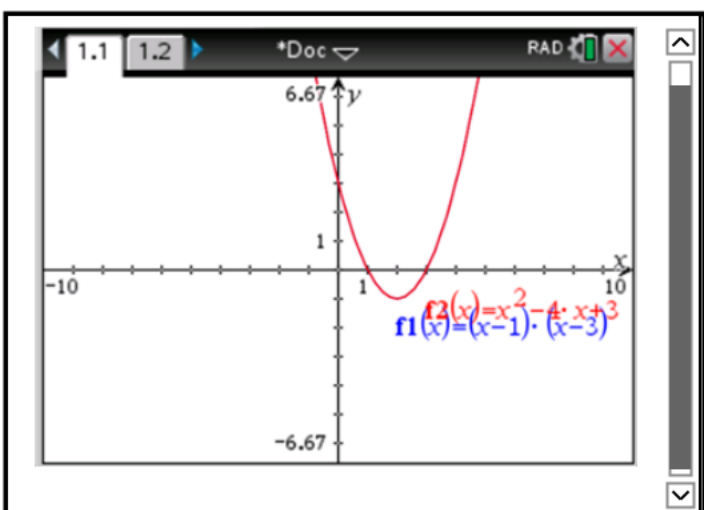 1.1 1.2 *Doc RAD
6.67 y
1
x
-10 1 10
f2(x)=x²-4·x+3
f1(x)=(x-1)·(x-3)
-6.67